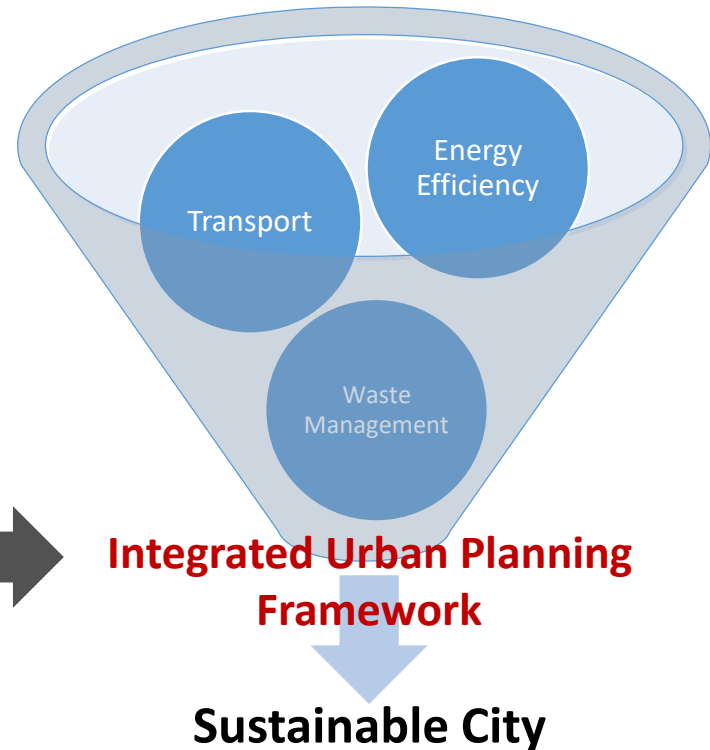 Energy
Efficiency
Transport
Waste
Management
Integrated Urban Planning
Framework
Sustainable City